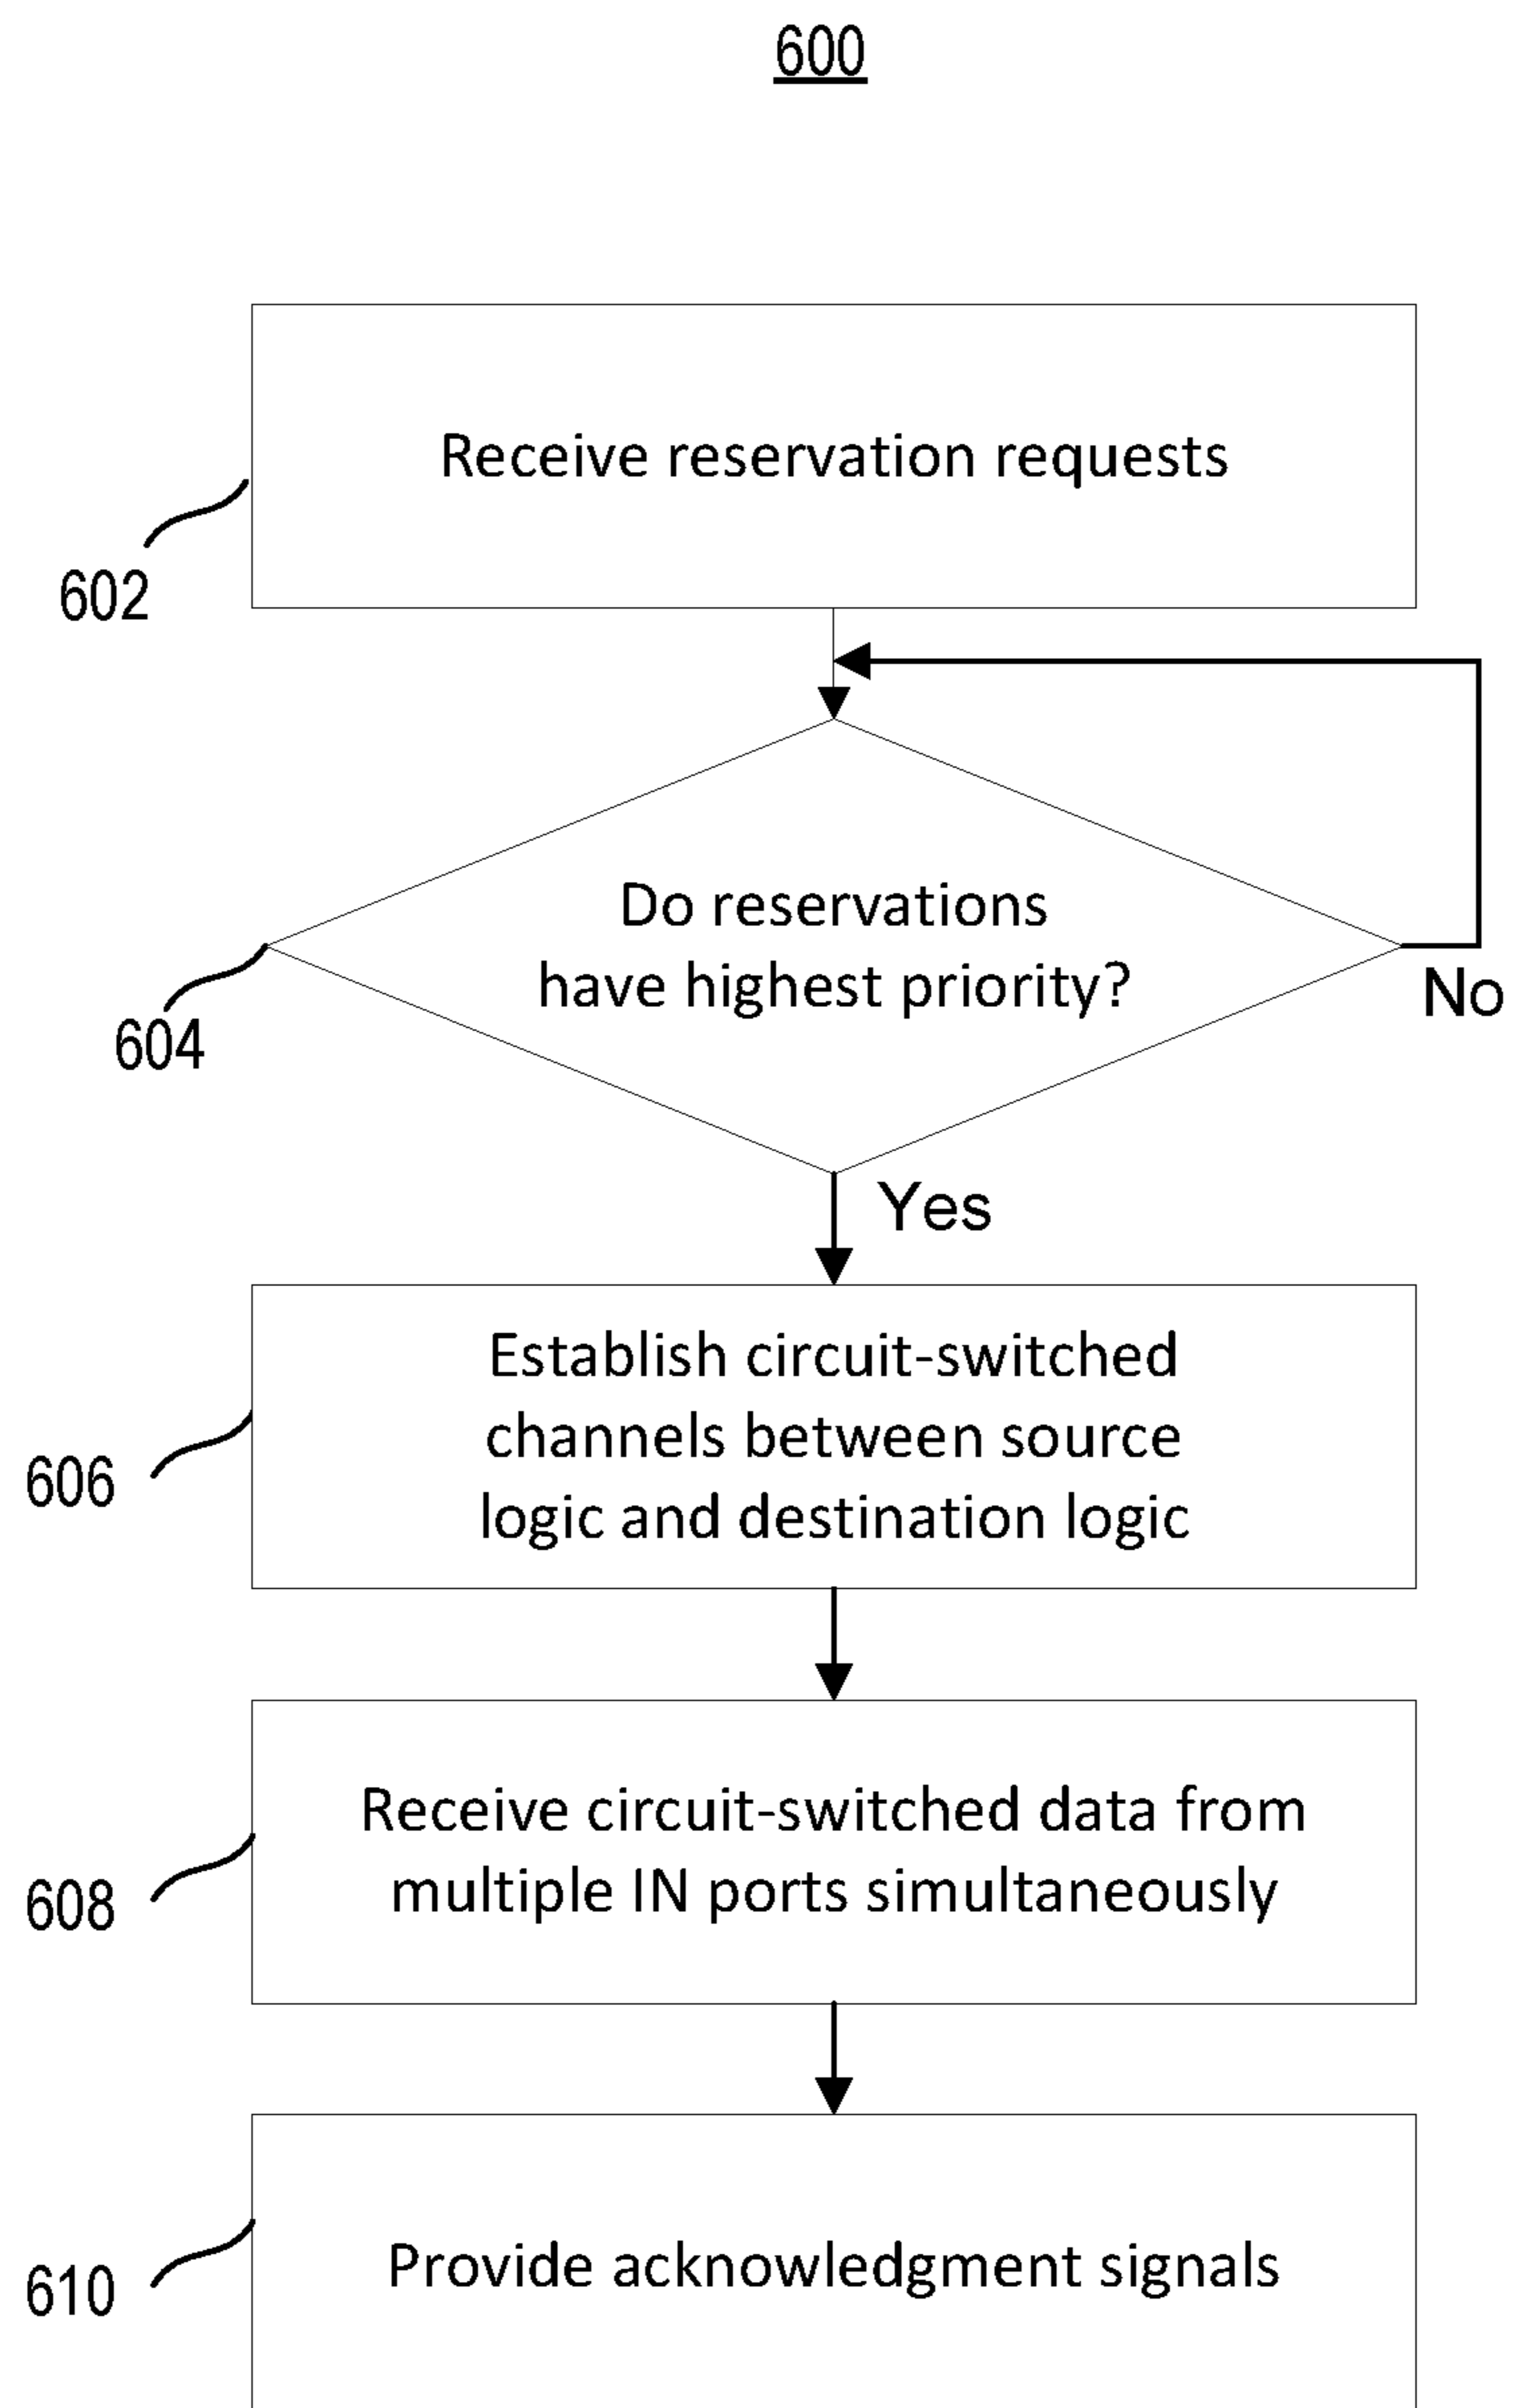 600
Receive reservation requests
602
Do reservations
have highest priority?
No
604
Yes
Establish circuit-switched
channels between source
logic and destination logic
606
Receive circuit-switched data from
multiple IN ports simultaneously
608
Provide acknowledgment signals
610